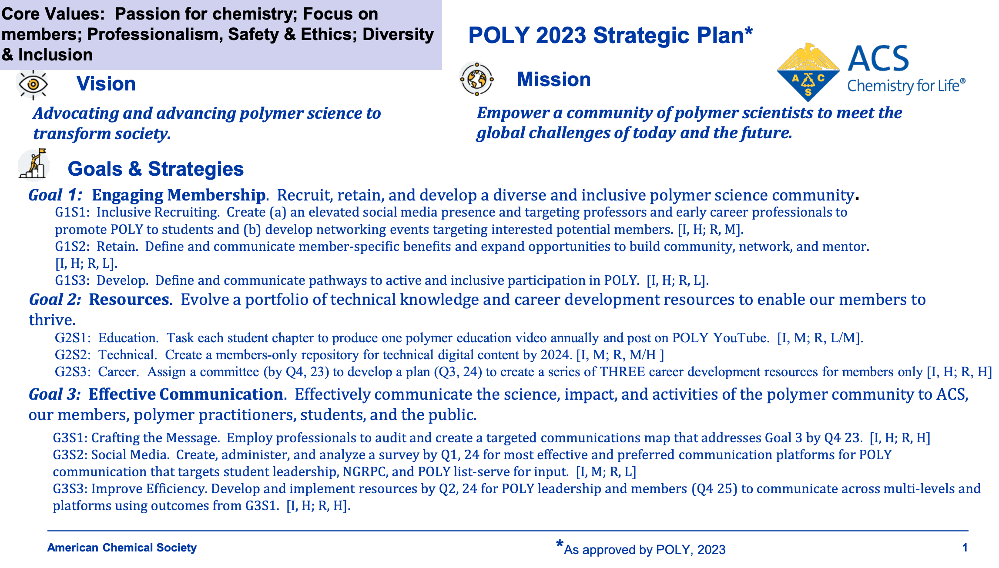 Core Values:  Passion for chemistry; Focus on
members; Professionalism, Safety & Ethics; Diversity
& Inclusion
POLY 2023 Strategic Plan*
A C S
ACS
Chemistry for Life®
Vision
Mission
Advocating and advancing polymer science to
transform society.
Empower a community of polymer scientists to meet the
global challenges of today and the future.
Goals & Strategies
Goal 1:  Engaging Membership.  Recruit, retain, and develop a diverse and inclusive polymer science community.
G1S1:  Inclusive Recruiting.  Create (a) an elevated social media presence and targeting professors and early career professionals to
promote POLY to students and (b) develop networking events targeting interested potential members. [I, H; R, M].
G1S2:  Retain.  Define and communicate member-specific benefits and expand opportunities to build community, network, and mentor.
[I, H; R, L].
G1S3:  Develop.  Define and communicate pathways to active and inclusive participation in POLY.  [I, H; R, L].
Goal 2:  Resources.  Evolve a portfolio of technical knowledge and career development resources to enable our members to
thrive.
G2S1:  Education.  Task each student chapter to produce one polymer education video annually and post on POLY YouTube.  [I, M; R, L/M].
G2S2:  Technical.  Create a members-only repository for technical digital content by 2024. [I, M; R, M/H ]
G2S3:  Career.  Assign a committee (by Q4, 23) to develop a plan (Q3, 24) to create a series of THREE career development resources for members only [I, H; R, H]
Goal 3:  Effective Communication.  Effectively communicate the science, impact, and activities of the polymer community to ACS,
our members, polymer practitioners, students, and the public.
G3S1: Crafting the Message.  Employ professionals to audit and create a targeted communications map that addresses Goal 3 by Q4 23.  [I, H; R, H]
G3S2: Social Media.  Create, administer, and analyze a survey by Q1, 24 for most effective and preferred communication platforms for POLY
communication that targets student leadership, NGRPC, and POLY list-serve for input.  [I, M; R, L]
G3S3: Improve Efficiency. Develop and implement resources by Q2, 24 for POLY leadership and members (Q4 25) to communicate across multi-levels and
platforms using outcomes from G3S1.  [I, H; R, H].
American Chemical Society
*As approved by POLY, 2023
1